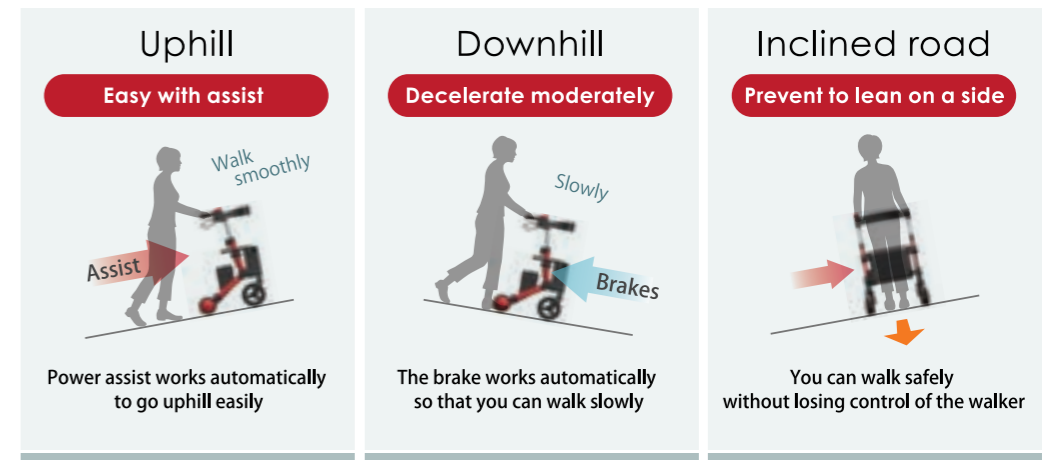 Uphill
Easy with assist
Walk
smoothly
Assist
Power assist works automatically
to go uphill easily
Downhill
Decelerate moderately
Slowly
Brakes
The brake works automatically
so that you can walk slowly
Inclined road
Prevent to lean on a side
You can walk safely
without losing control of the walker